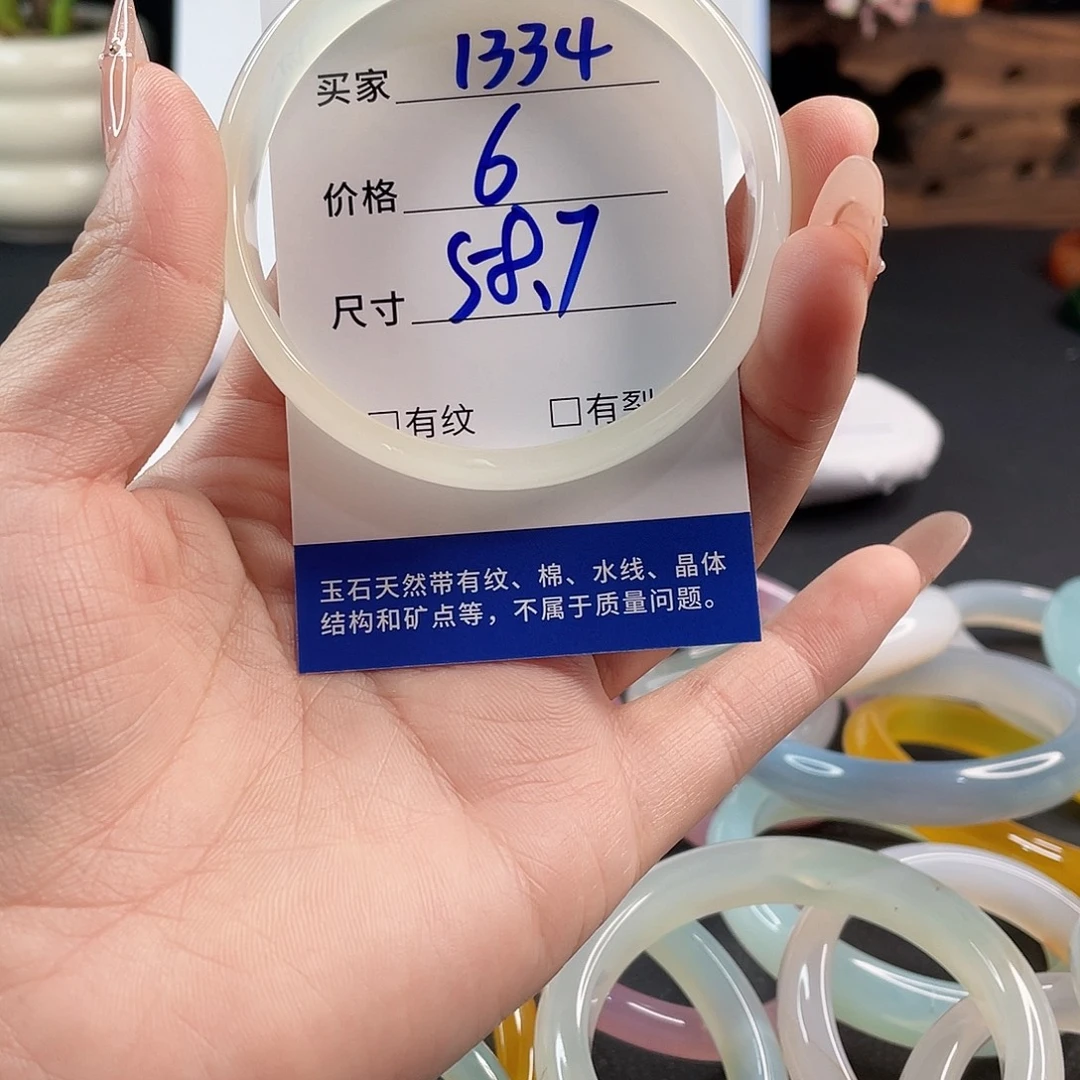 买家 1334
价格 6
尺寸 58.7
□有纹 □有裂
玉石天然带有纹、棉、水线、晶体
结构和矿点等，不属于质量问题。